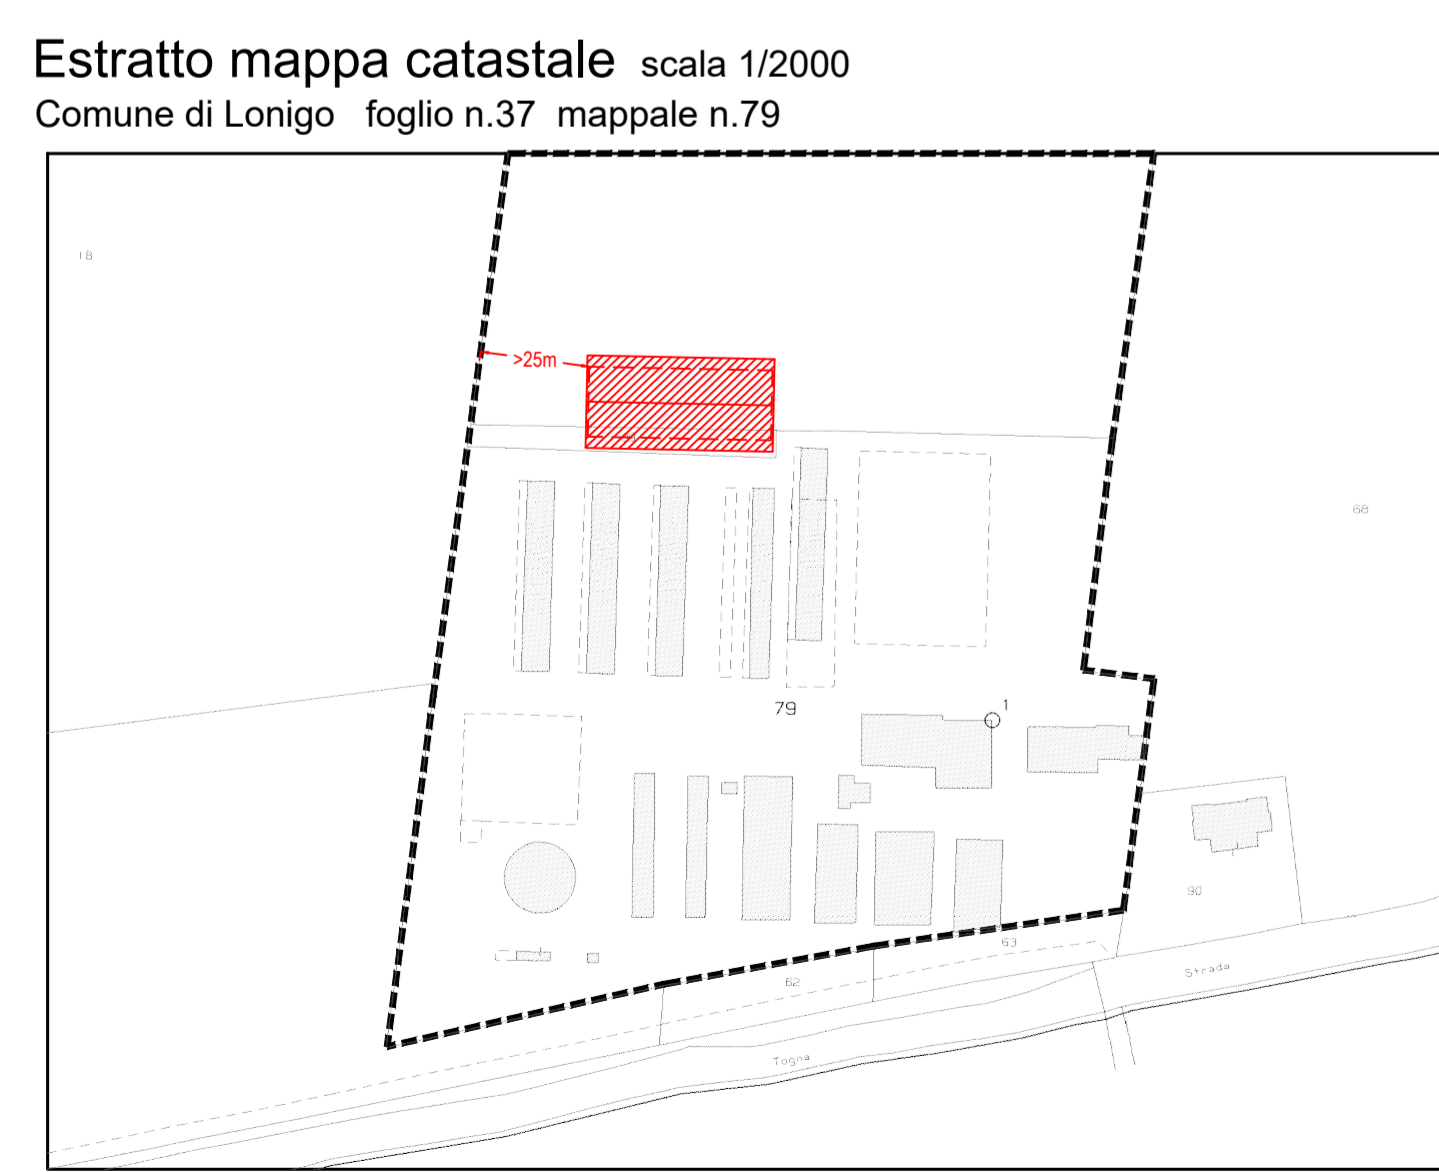 Estratto mappa catastale scala 1/2000
Comune di Lonigo foglio n.37 mappale n.79
18
>25m
68
79
1
90
63
62
Strada
Togna